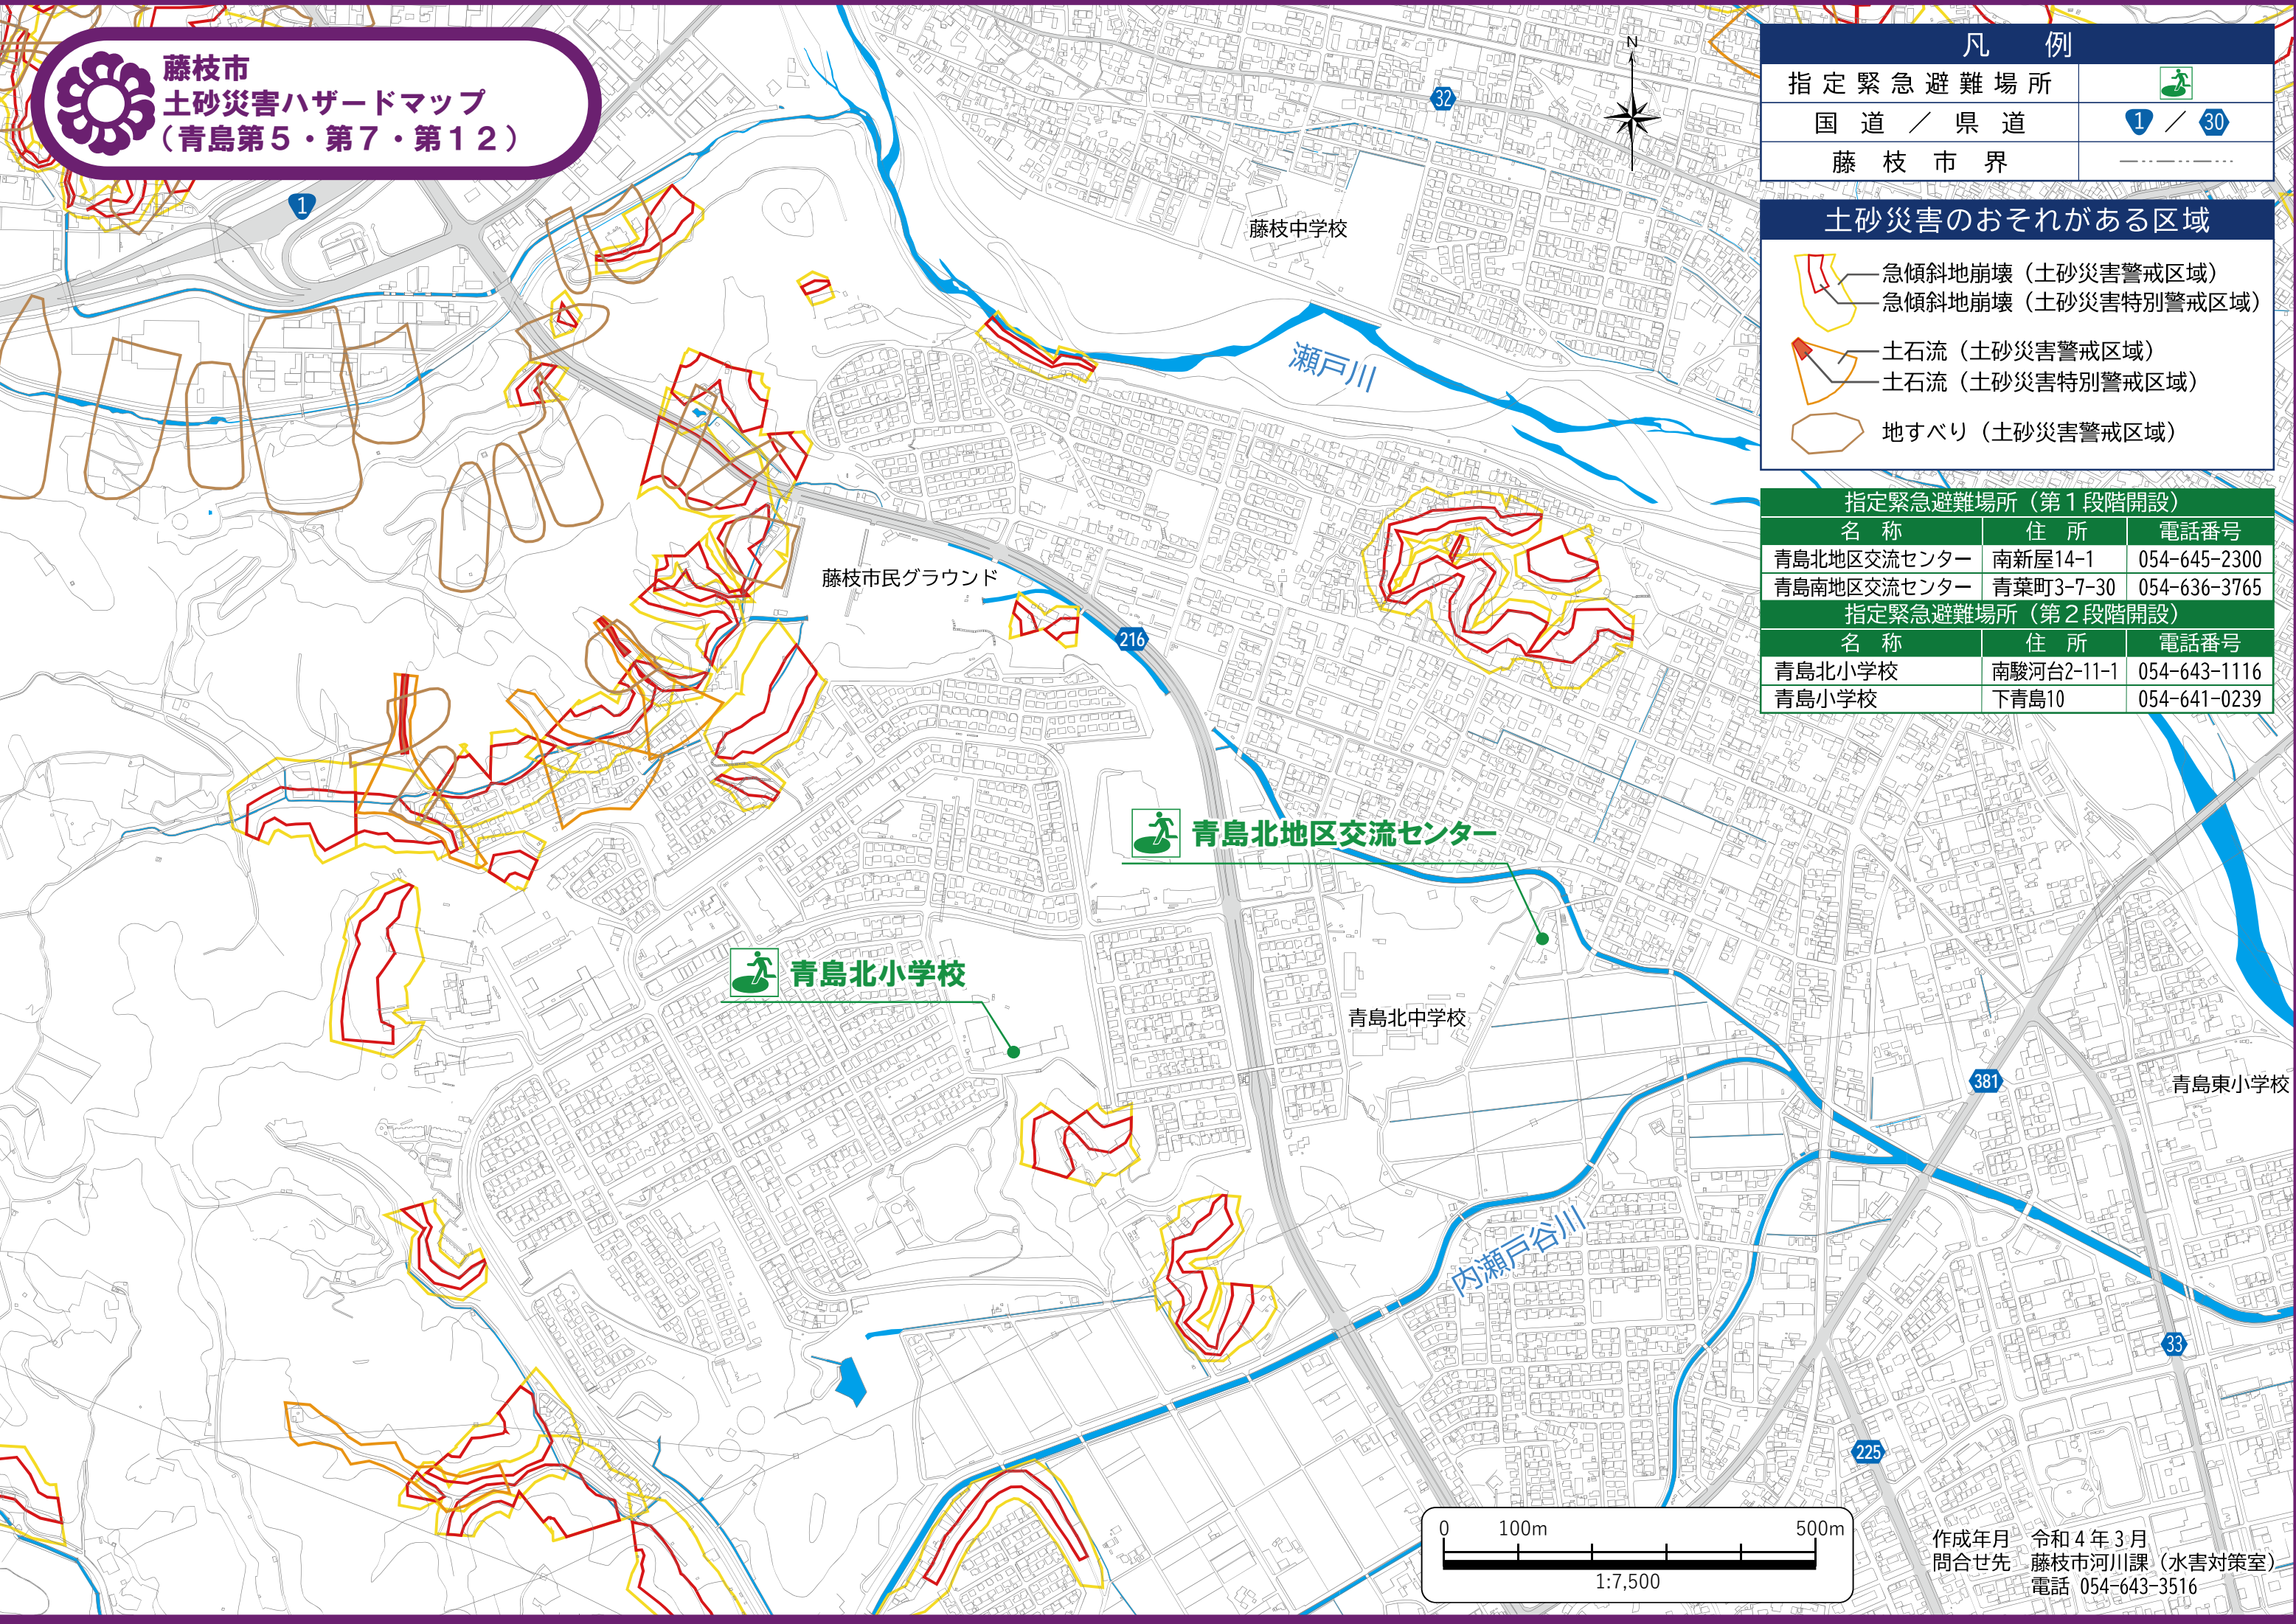 藤枝市
土砂災害ハザードマップ
（青島第５・第７・第１２）
凡 例
指定緊急避難場所
国道／県道
1 ／ 30
藤枝市界
土砂災害のおそれがある区域
急傾斜地崩壊（土砂災害警戒区域）
急傾斜地崩壊（土砂災害特別警戒区域）
土石流（土砂災害警戒区域）
土石流（土砂災害特別警戒区域）
地すべり（土砂災害警戒区域）
指定緊急避難場所（第１段階開設）
名 称 住 所 電話番号
青島北地区交流センター 南新屋14-1 054-645-2300
青島南地区交流センター 青葉町3-7-30 054-636-3765
指定緊急避難場所（第２段階開設）
名 称 住 所 電話番号
青島北小学校 南駿河台2-11-1 054-643-1116
青島小学校 下青島10 054-641-0239
N
32
1
藤枝中学校
瀬戸川
藤枝市民グラウンド
216
青島北地区交流センター
青島北小学校
青島北中学校
381
青島東小学校
内瀬戸谷川
33
225
0 100m 500m
1:7,500
作成年月 令和４年３月
問合せ先 藤枝市河川課（水害対策室）
電話 054-643-3516